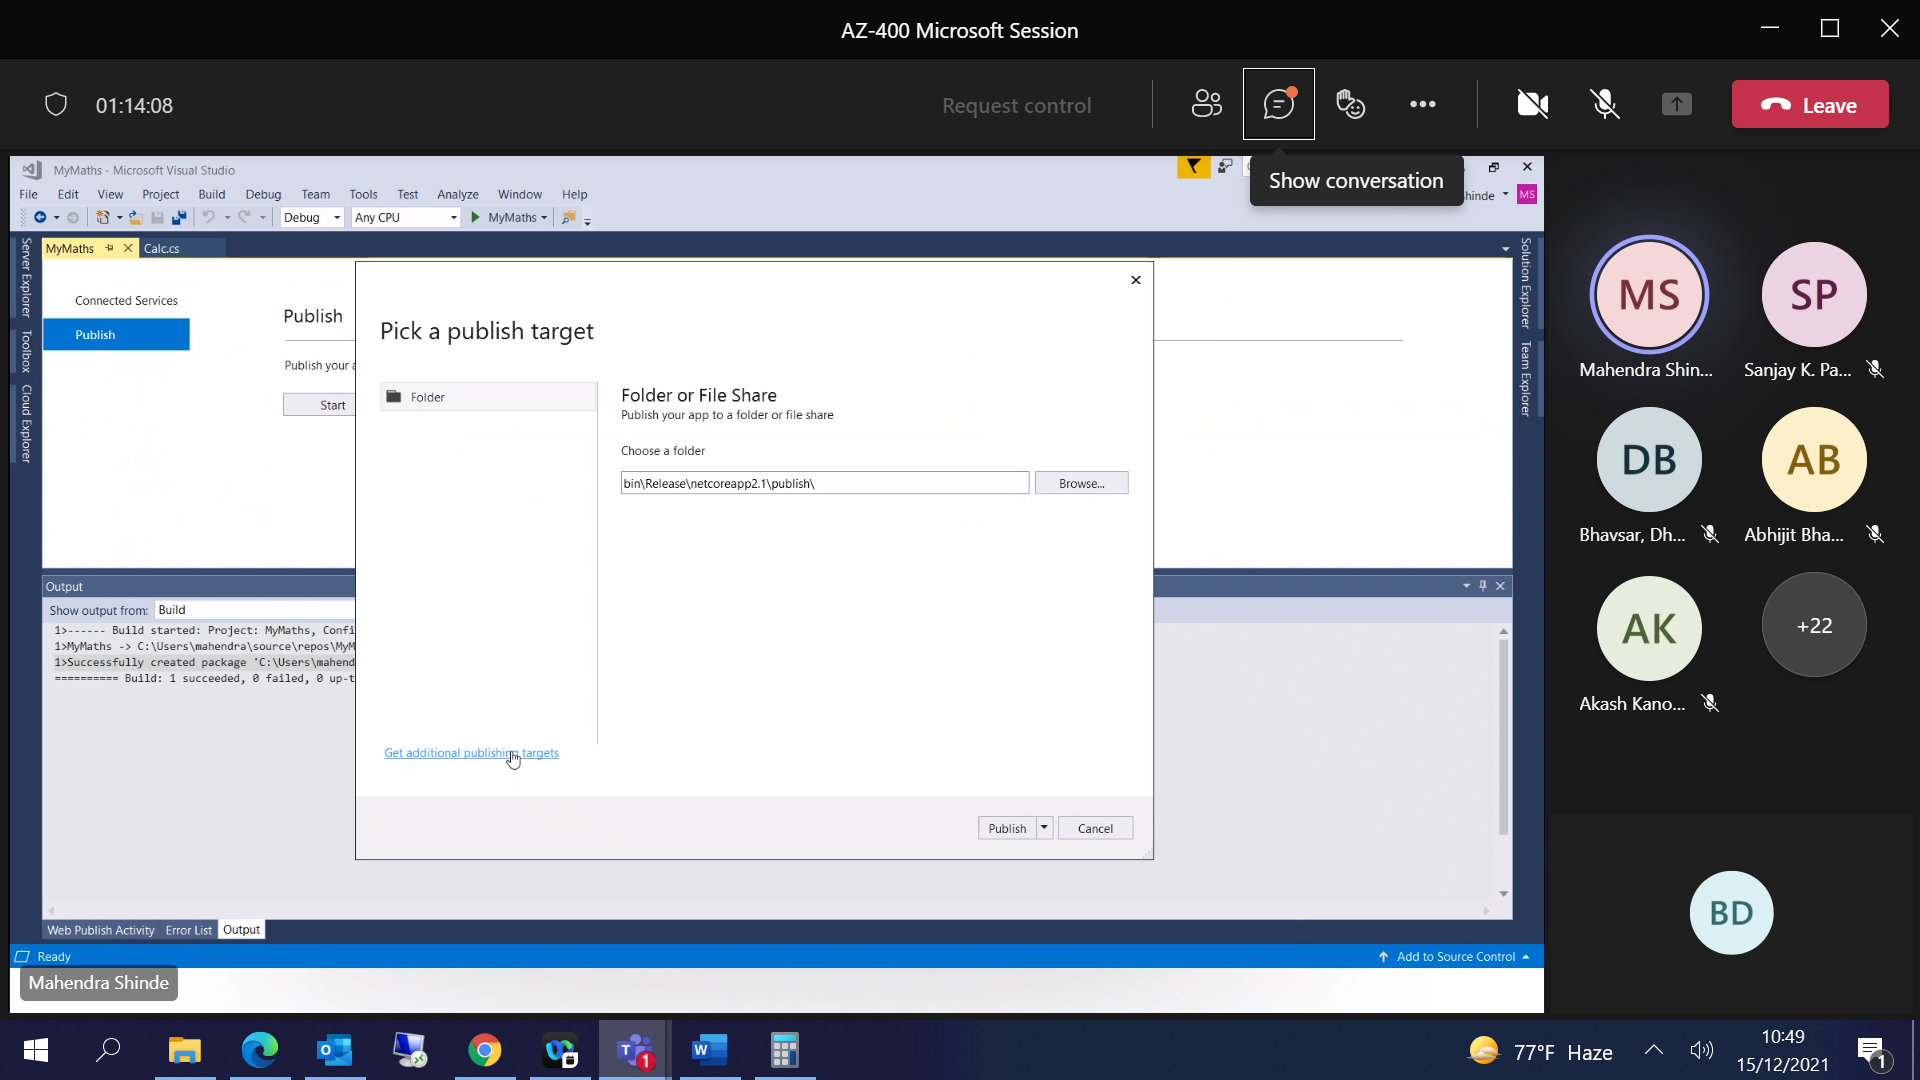 AZ-400 Microsoft Session
01:14:08
Request control
Leave
Show conversation
MyMaths - Microsoft Visual Studio
File Edit View Project Build Debug Team Tools Test Analyze Window Help
hinde MS
Debug Any CPU MyMaths
Server Explorer
Toolbox
Cloud Explorer
MyMaths Calc.cs
Connected Services
Publish
Publish
Publish your a
Start
Pick a publish target
Folder
Folder or File Share
Publish your app to a folder or file share
Choose a folder
bin\Release\netcoreapp2.1\publish\ Browse...
Get additional publishing targets
Publish Cancel
Solution Explorer
Team Explorer
Output
Show output from: Build
1>------ Build started: Project: MyMaths, Confi
1>MyMaths -> C:\Users\mahendra\source\repos\MyM
1>Successfully created package 'C:\Users\mahend
========== Build: 1 succeeded, 0 failed, 0 up-t
Web Publish Activity Error List Output
Ready Add to Source Control
Mahendra Shinde
MS SP
Mahendra Shin... Sanjay K. Pa...
DB AB
Bhavsar, Dh... Abhijit Bha...
AK +22
Akash Kano...
BD
77°F Haze
10:49
15/12/2021
1
1